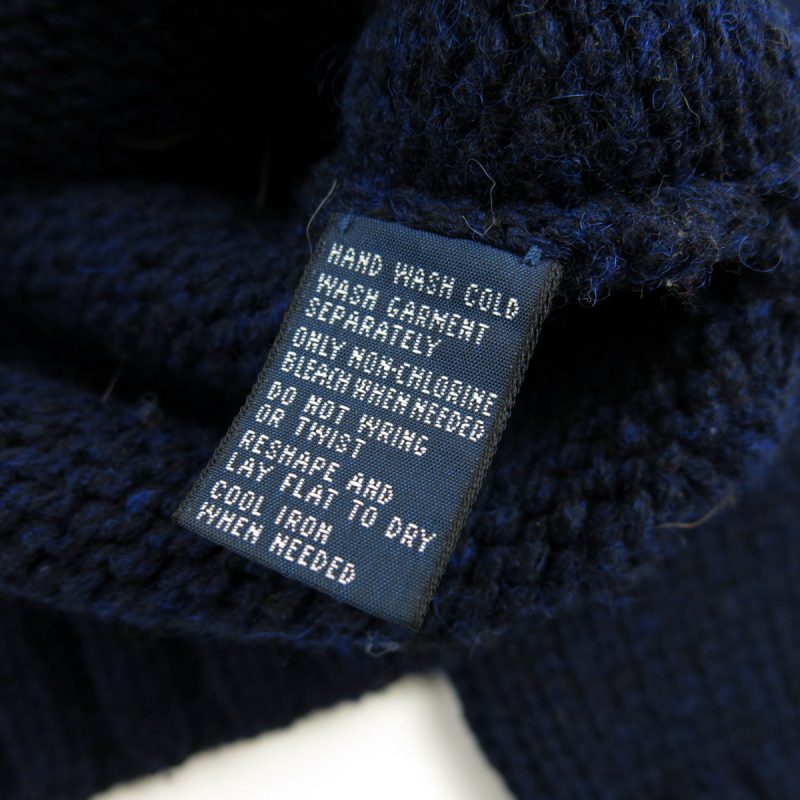 HAND WASH COLD
WASH GARMENT
SEPARATELY
ONLY NON-CHLORINE
BLEACH WHEN NEEDED
DO NOT WRING
OR TWIST
RESHAPE AND
LAY FLAT TO DRY
COOL IRON
WHEN NEEDED